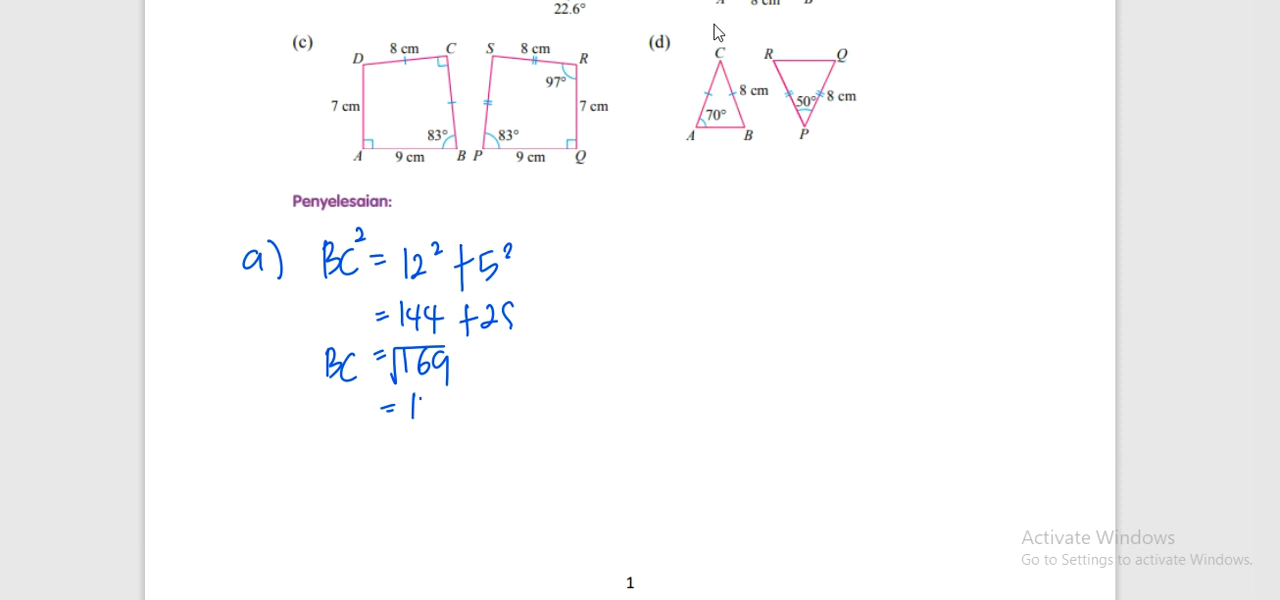 22.6°
8 cm
(c)
D 8 cm C S 8 cm R
97°
7 cm 7 cm
83° 83°
A 9 cm B P 9 cm Q
(d)
C R Q
8 cm 50° 8 cm
70°
A B P
Penyelesaian:
a) BC² = 12² + 5²
= 144 + 25
BC = √169
= 1
Activate Windows
Go to Settings to activate Windows.
1